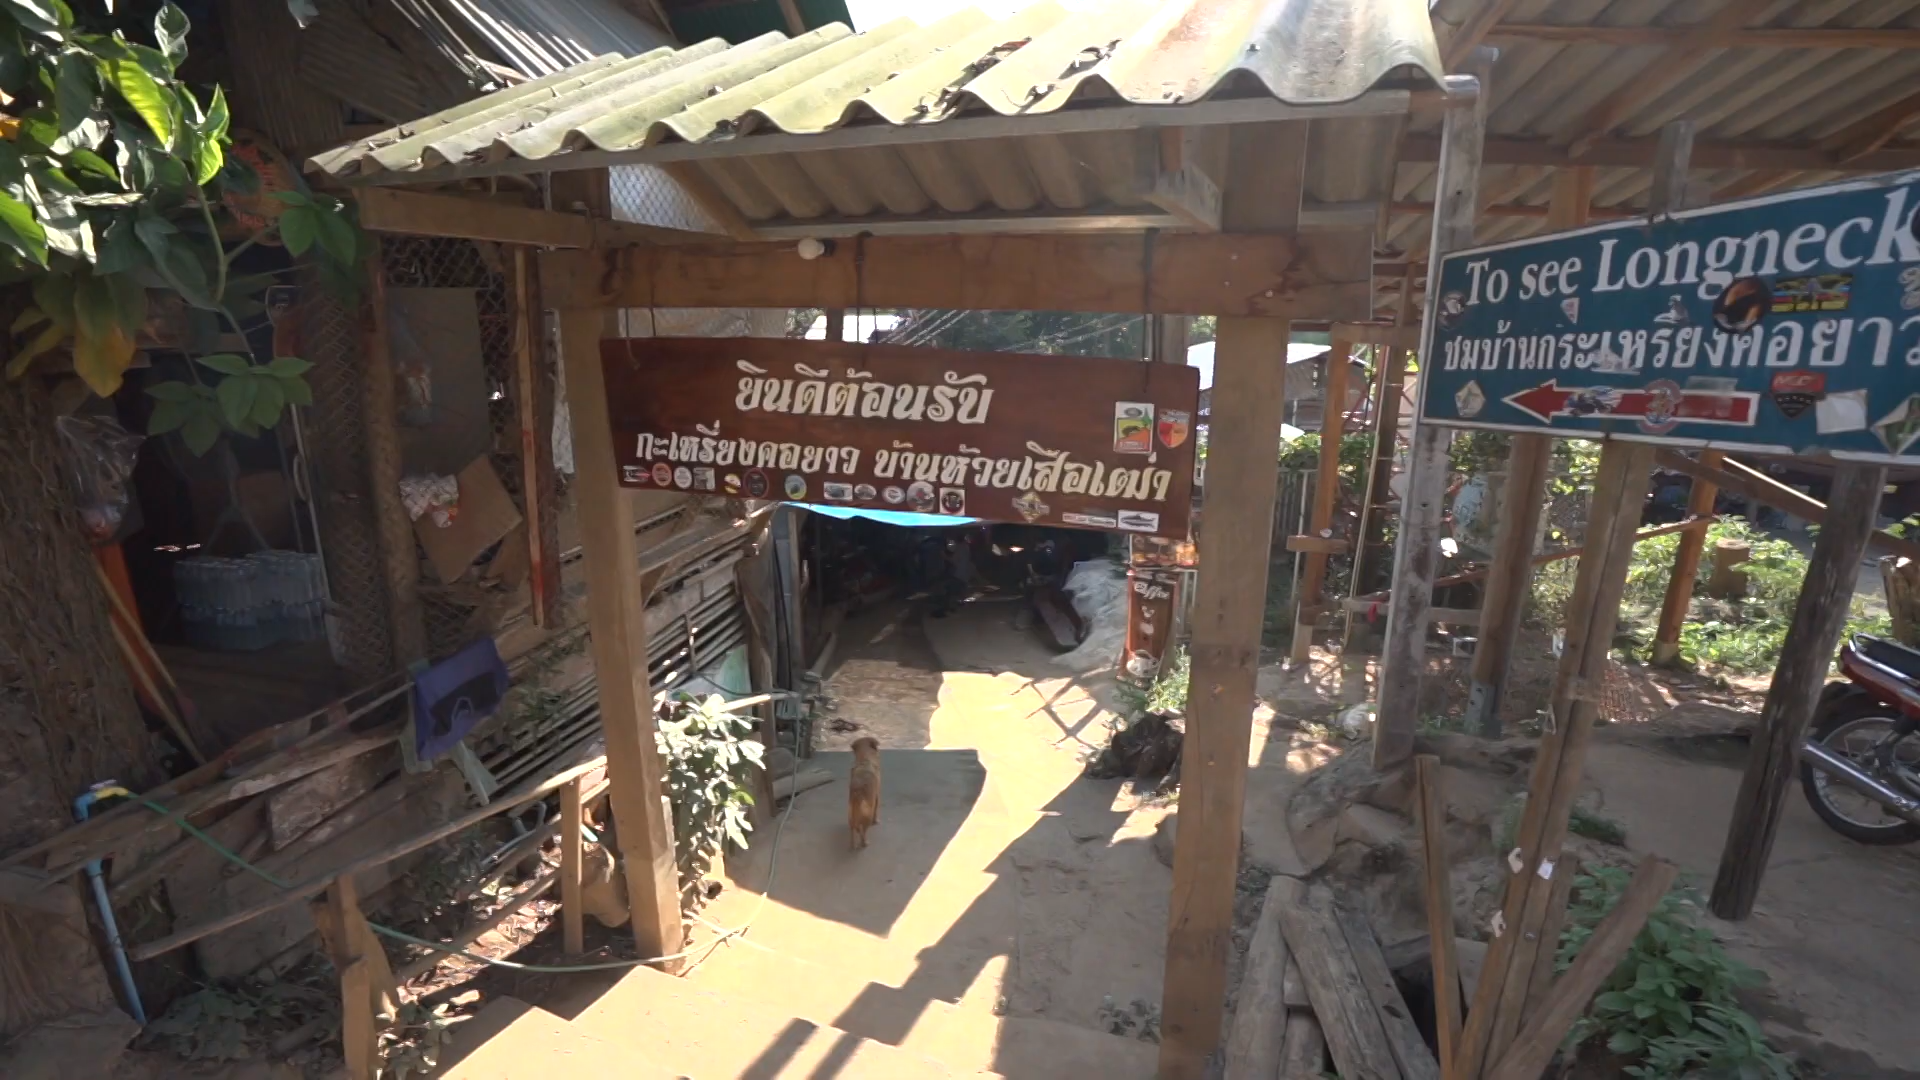 ยินดีต้อนรับ
กะเหรี่ยงคอยาว บ้านห้วยเสือเฒ่า
To see Longneck
ชมบ้านกระเหรี่ยงคอยาว
Coffee